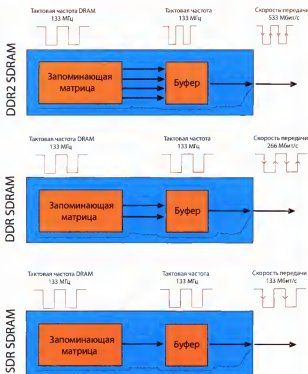 Тактовая частота DRAM
133 МГц
Тактовая частота
133 МГц
Скорость передачи
533 Мбит/с
DDR2 SDRAM
Запоминающая
матрица
Буфер
Тактовая частота DRAM
133 МГц
Тактовая частота
133 МГц
Скорость передачи
266 Мбит/с
DDR SDRAM
Запоминающая
матрица
Буфер
Тактовая частота DRAM
133 МГц
Тактовая частота
133 МГц
Скорость передачи
133 Мбит/с
SDR SDRAM
Запоминающая
матрица
Буфер